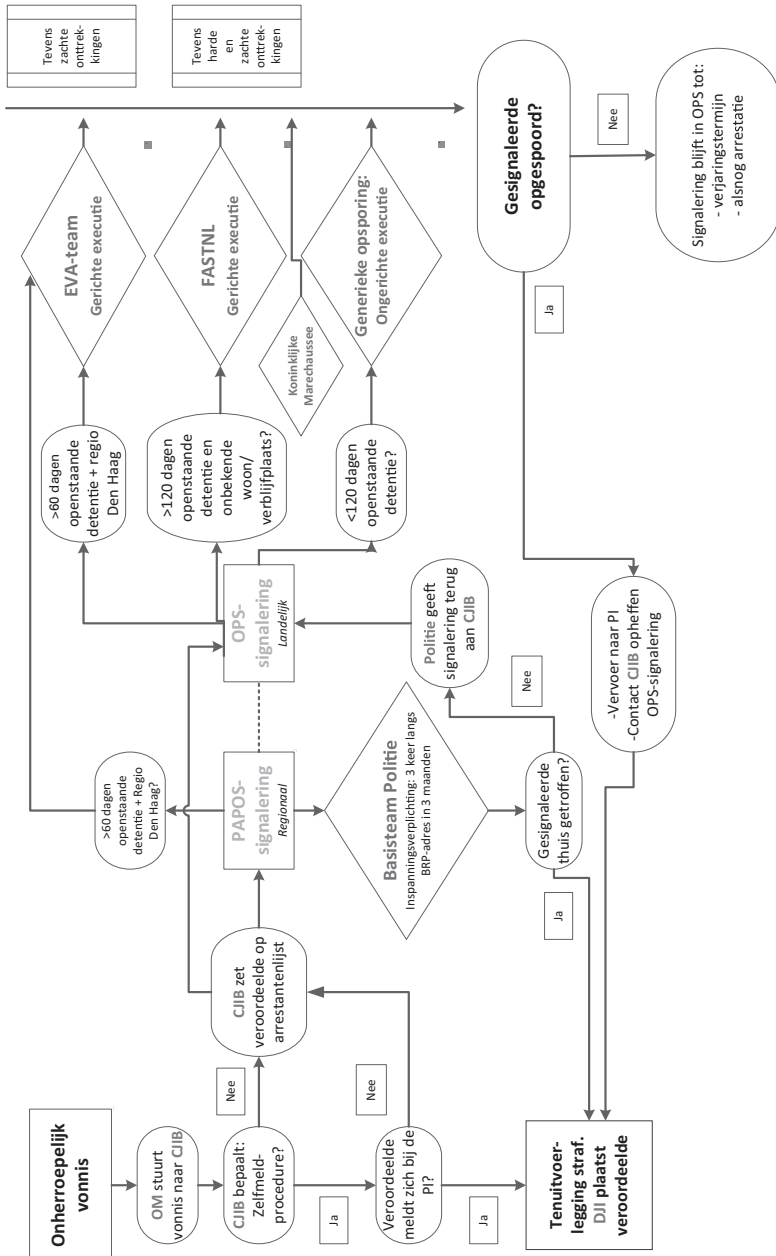 Onherroepelijk
vonnis
OM stuurt
vonnis naar CJIB
CJIB bepaalt:
Zelfmeld-
procedure?
Nee
Ja
Veroordeelde
meldt zich bij de
PI?
Nee
Ja
Tenuitvoer-
legging straf.
DJI plaatst
veroordeelde
CJIB zet
veroordeelde op
arrestantenlijst
>60 dagen
openstaande
detentie + Regio
Den Haag?
PAPOS-
signalering
Regionaal
Basisteam Politie
Inspanningsverplichting: 3 keer langs
BRP-adres in 3 maanden
Gesignaleerde
thuis getroffen?
Ja
Nee
Politie geeft
signalering terug
aan CJIB
OPS-
signalering
Landelijk
>60 dagen
openstaande
detentie + regio
Den Haag
>120 dagen
openstaande
detentie en
onbekende
woon/
verblijfplaats?
<120 dagen
openstaande
detentie?
EVA-team
Gerichte executie
FASTNL
Gerichte executie
Koninklijke
Marechaussee
Generieke opsporing:
Ongerichte executie
Tevens
zachte
onttrek-
kingen
Tevens
harde
en
zachte
onttrek-
kingen
Gesignaleerde
opgespoord?
Ja
Nee
-Vervoer naar PI
-Contact CJIB opheffen
OPS-signalering
Signalering blijft in OPS tot:
- verjaringstermijn
- alsnog arrestatie